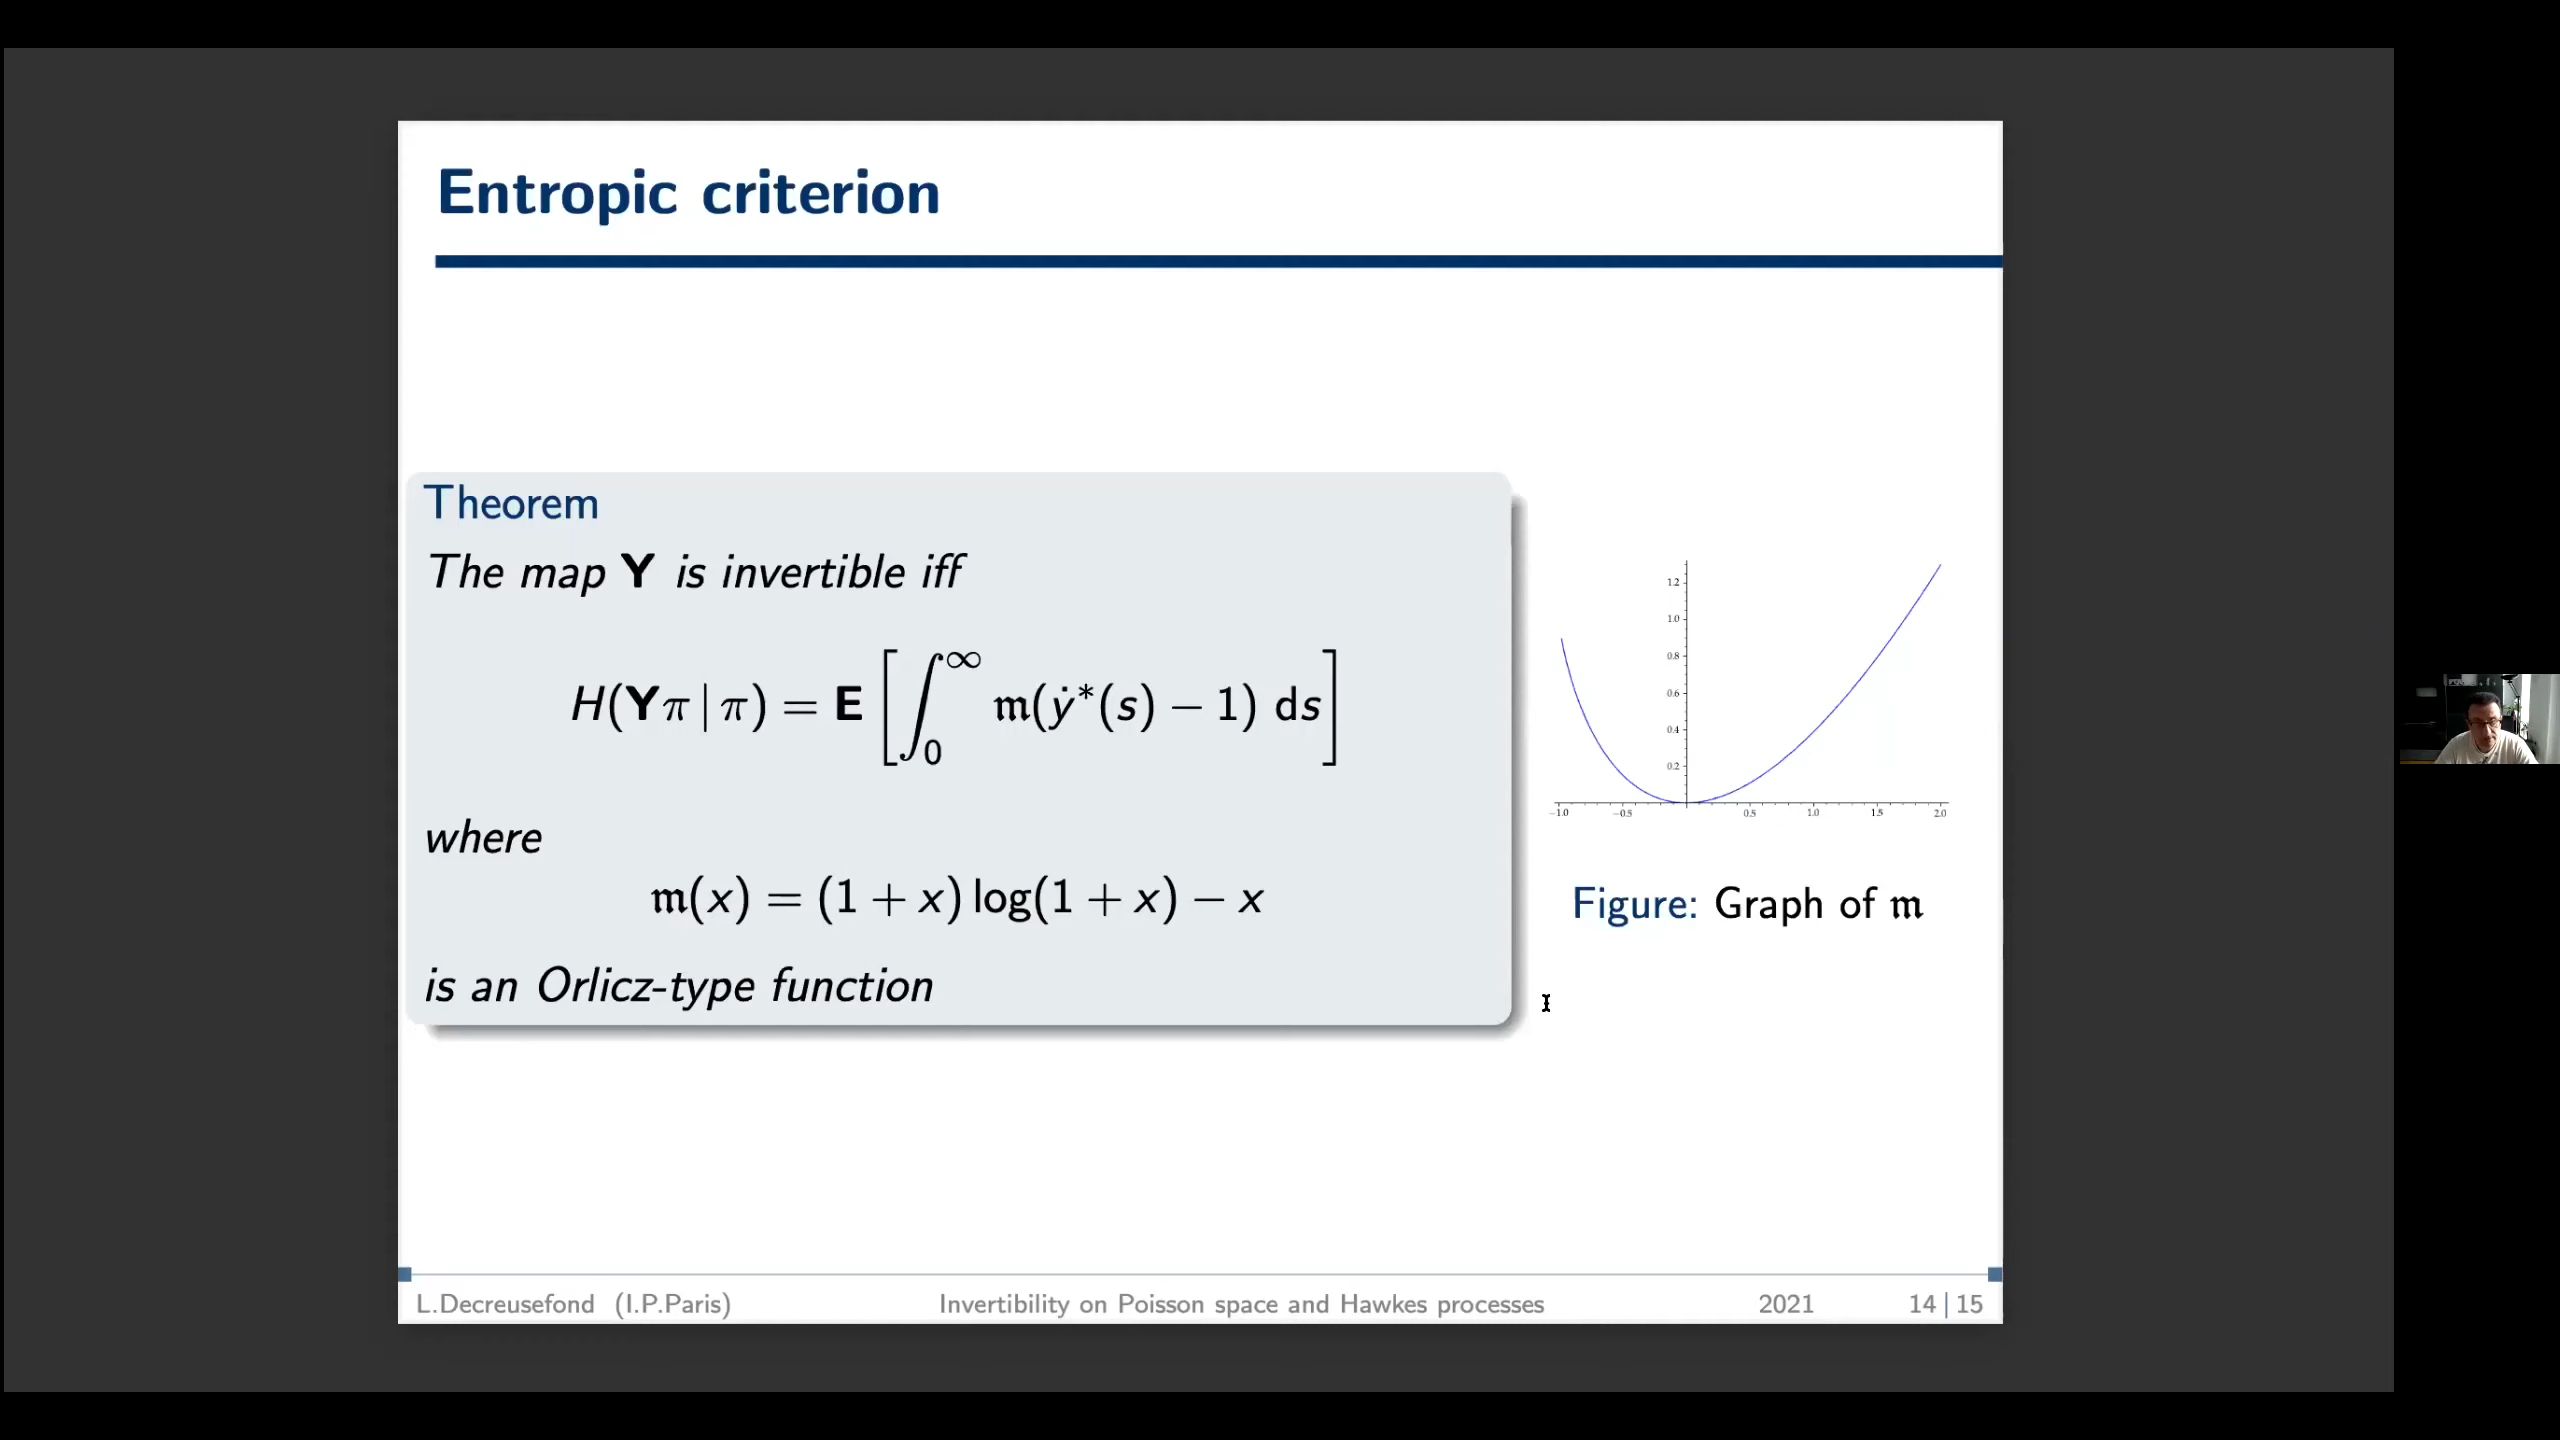 Entropic criterion
Theorem
The map Y is invertible iff
H(Yπ | π) = E [∫₀^∞ 𝔪(ẏ*(s) − 1) ds]
where
𝔪(x) = (1 + x) log(1 + x) − x
is an Orlicz-type function
1.2
1.0
0.8
0.6
0.4
0.2
−1.0 −0.5 0.5 1.0 1.5 2.0
Figure: Graph of 𝔪
L.Decreusefond (I.P.Paris) Invertibility on Poisson space and Hawkes processes 2021 14 | 15